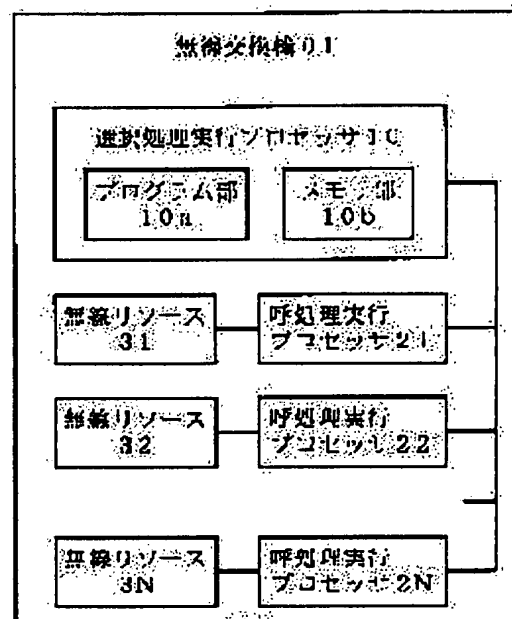 無線交換機01
選択処理実行プロセッサ10
プログラム部
10a
メモリ部
10b
無線リソース
31
呼処理実行
プロセッサ21
無線リソース
32
呼処理実行
プロセッサ22
無線リソース
3N
呼処理実行
プロセッサ2N